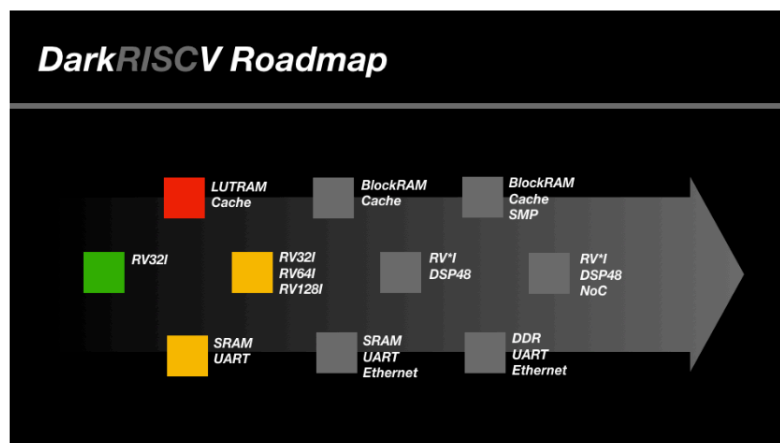 DarkRISCV Roadmap
LUTRAM
Cache
BlockRAM
Cache
BlockRAM
Cache
SMP
RV32I
RV32I
RV64I
RV128I
RV*I
DSP48
RV*I
DSP48
NoC
SRAM
UART
SRAM
UART
Ethernet
DDR
UART
Ethernet